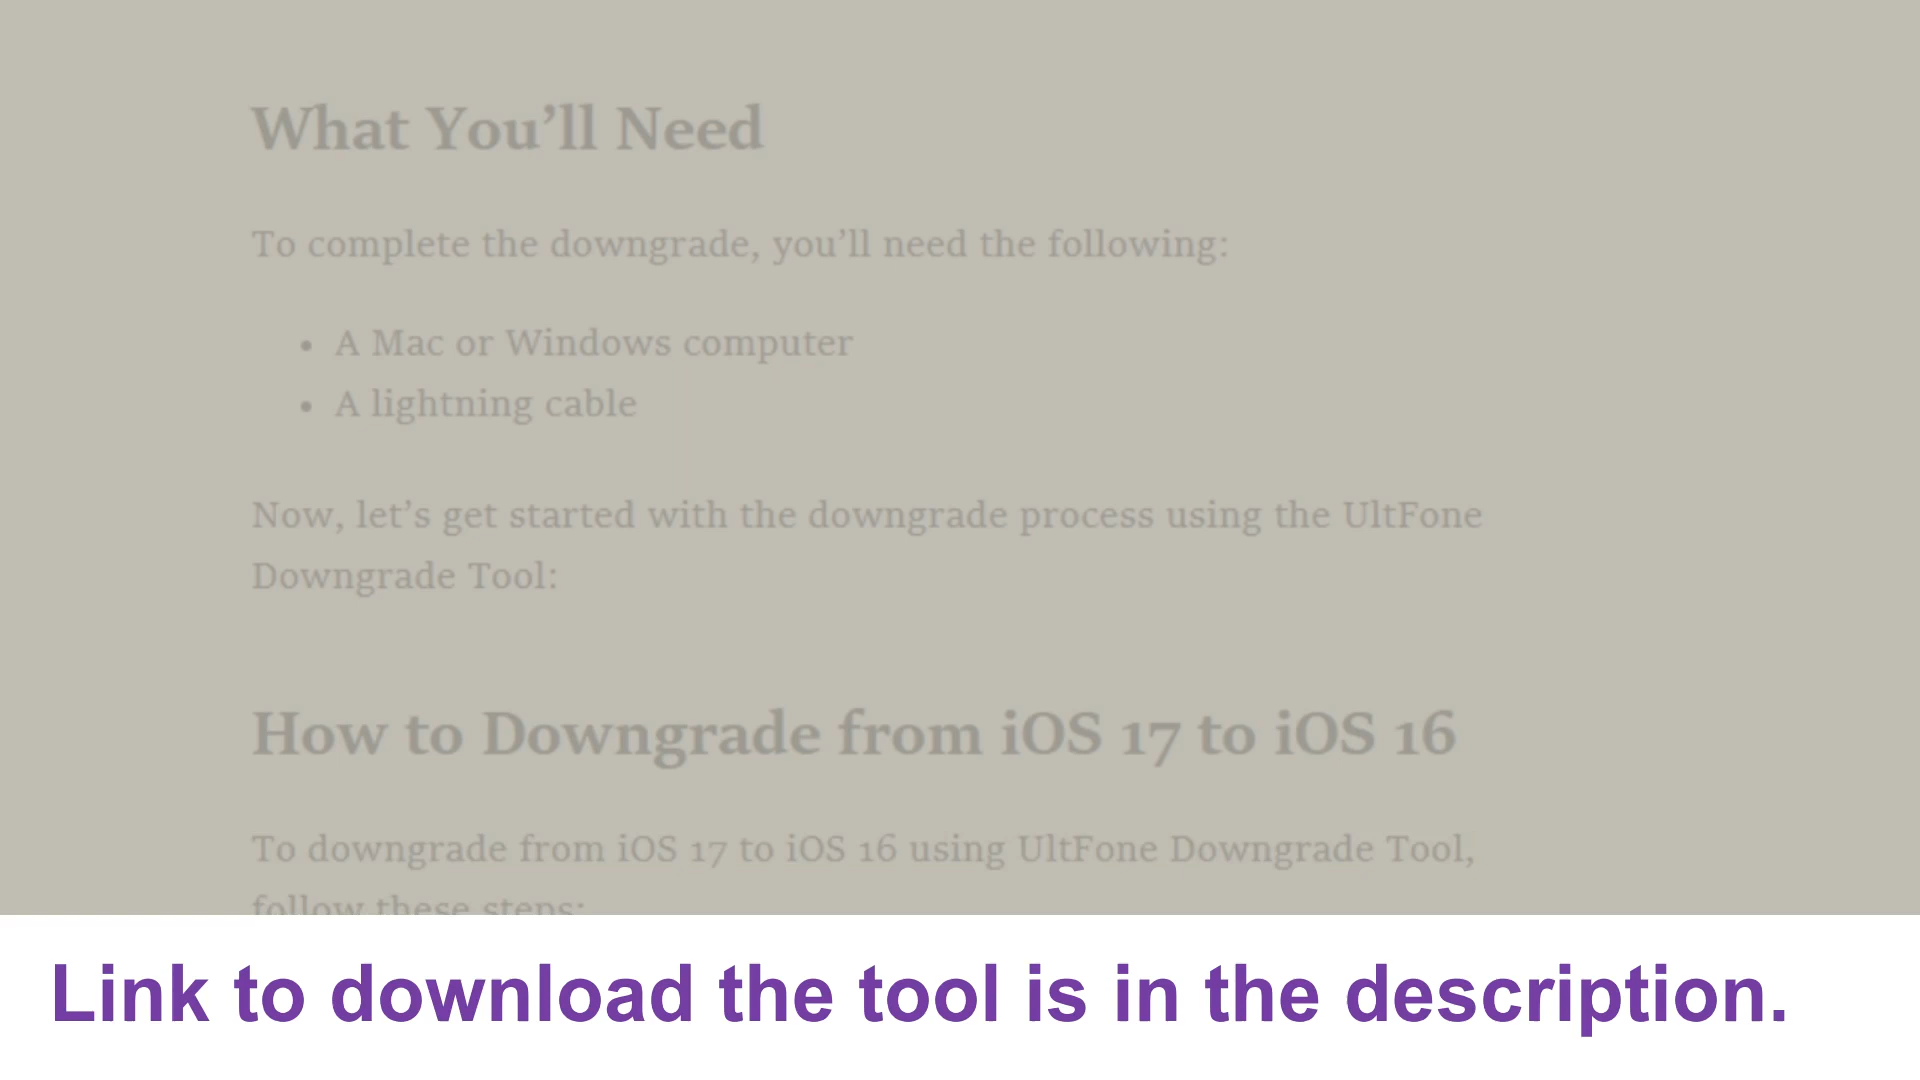 What You’ll Need
To complete the downgrade, you’ll need the following:
• A Mac or Windows computer
• A lightning cable
Now, let’s get started with the downgrade process using the UltFone
Downgrade Tool:
How to Downgrade from iOS 17 to iOS 16
To downgrade from iOS 17 to iOS 16 using UltFone Downgrade Tool,
follow these steps:
Link to download the tool is in the description.